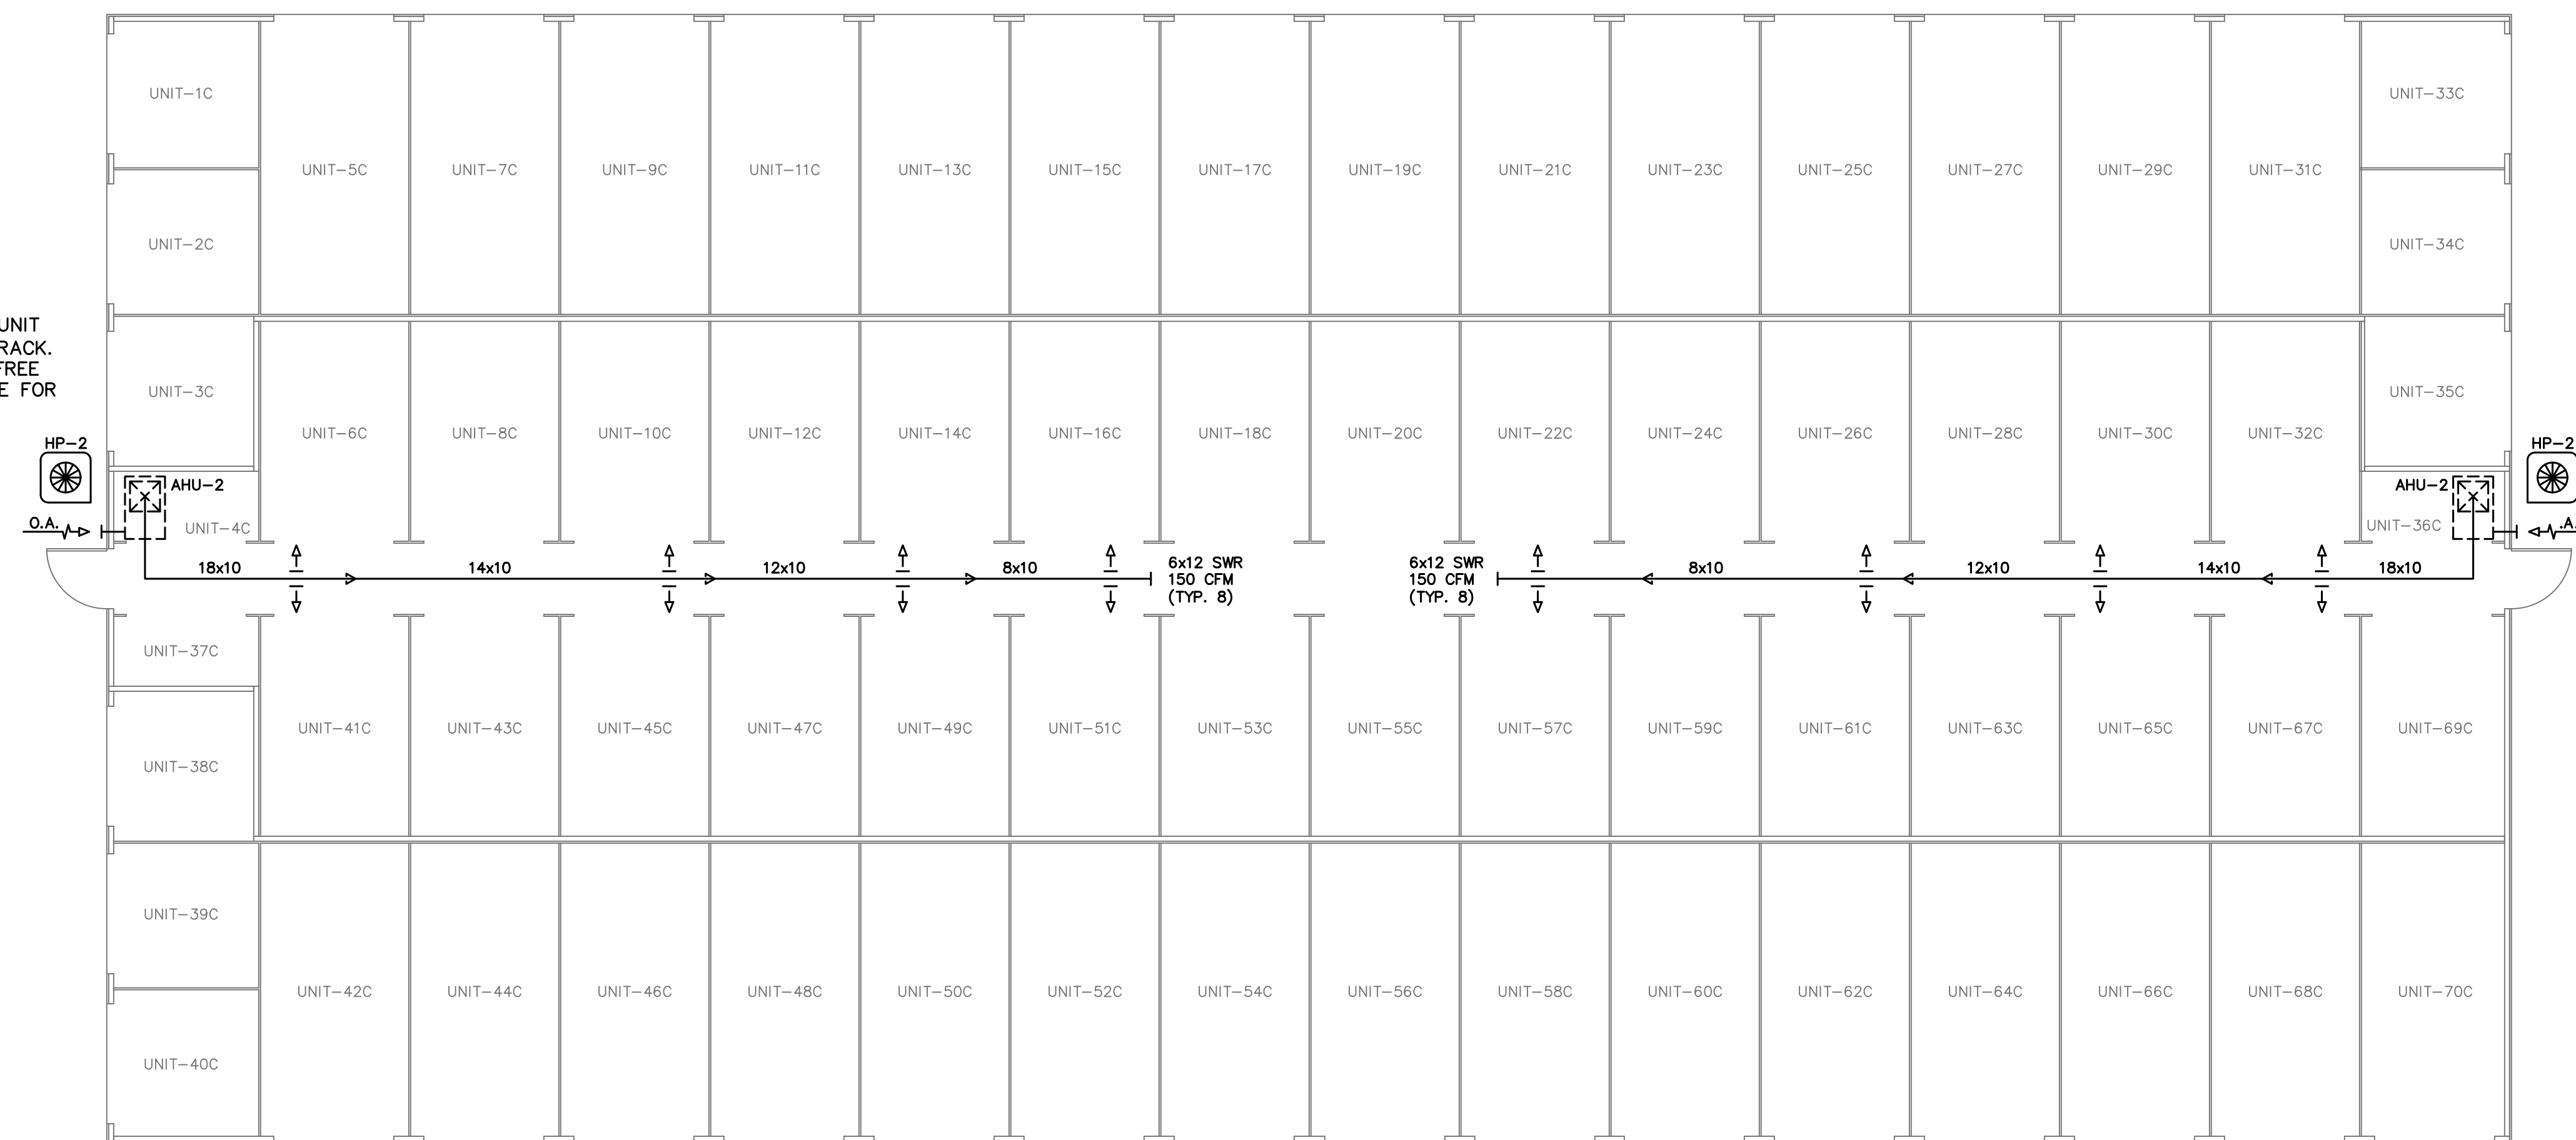 UNIT-1C
UNIT-33C
UNIT-5C
UNIT-7C
UNIT-9C
UNIT-11C
UNIT-13C
UNIT-15C
UNIT-17C
UNIT-19C
UNIT-21C
UNIT-23C
UNIT-25C
UNIT-27C
UNIT-29C
UNIT-31C
UNIT-2C
UNIT-34C
UNIT
RACK.
FREE
E FOR
UNIT-3C
UNIT-35C
UNIT-6C
UNIT-8C
UNIT-10C
UNIT-12C
UNIT-14C
UNIT-16C
UNIT-18C
UNIT-20C
UNIT-22C
UNIT-24C
UNIT-26C
UNIT-28C
UNIT-30C
UNIT-32C
HP-2
HP-2
AHU-2
AHU-2
O.A.
UNIT-4C
UNIT-36C
.A.
18x10
14x10
12x10
8x10
6x12 SWR
150 CFM
(TYP. 8)
6x12 SWR
150 CFM
(TYP. 8)
8x10
12x10
14x10
18x10
UNIT-37C
UNIT-41C
UNIT-43C
UNIT-45C
UNIT-47C
UNIT-49C
UNIT-51C
UNIT-53C
UNIT-55C
UNIT-57C
UNIT-59C
UNIT-61C
UNIT-63C
UNIT-65C
UNIT-67C
UNIT-69C
UNIT-38C
UNIT-39C
UNIT-42C
UNIT-44C
UNIT-46C
UNIT-48C
UNIT-50C
UNIT-52C
UNIT-54C
UNIT-56C
UNIT-58C
UNIT-60C
UNIT-62C
UNIT-64C
UNIT-66C
UNIT-68C
UNIT-70C
UNIT-40C